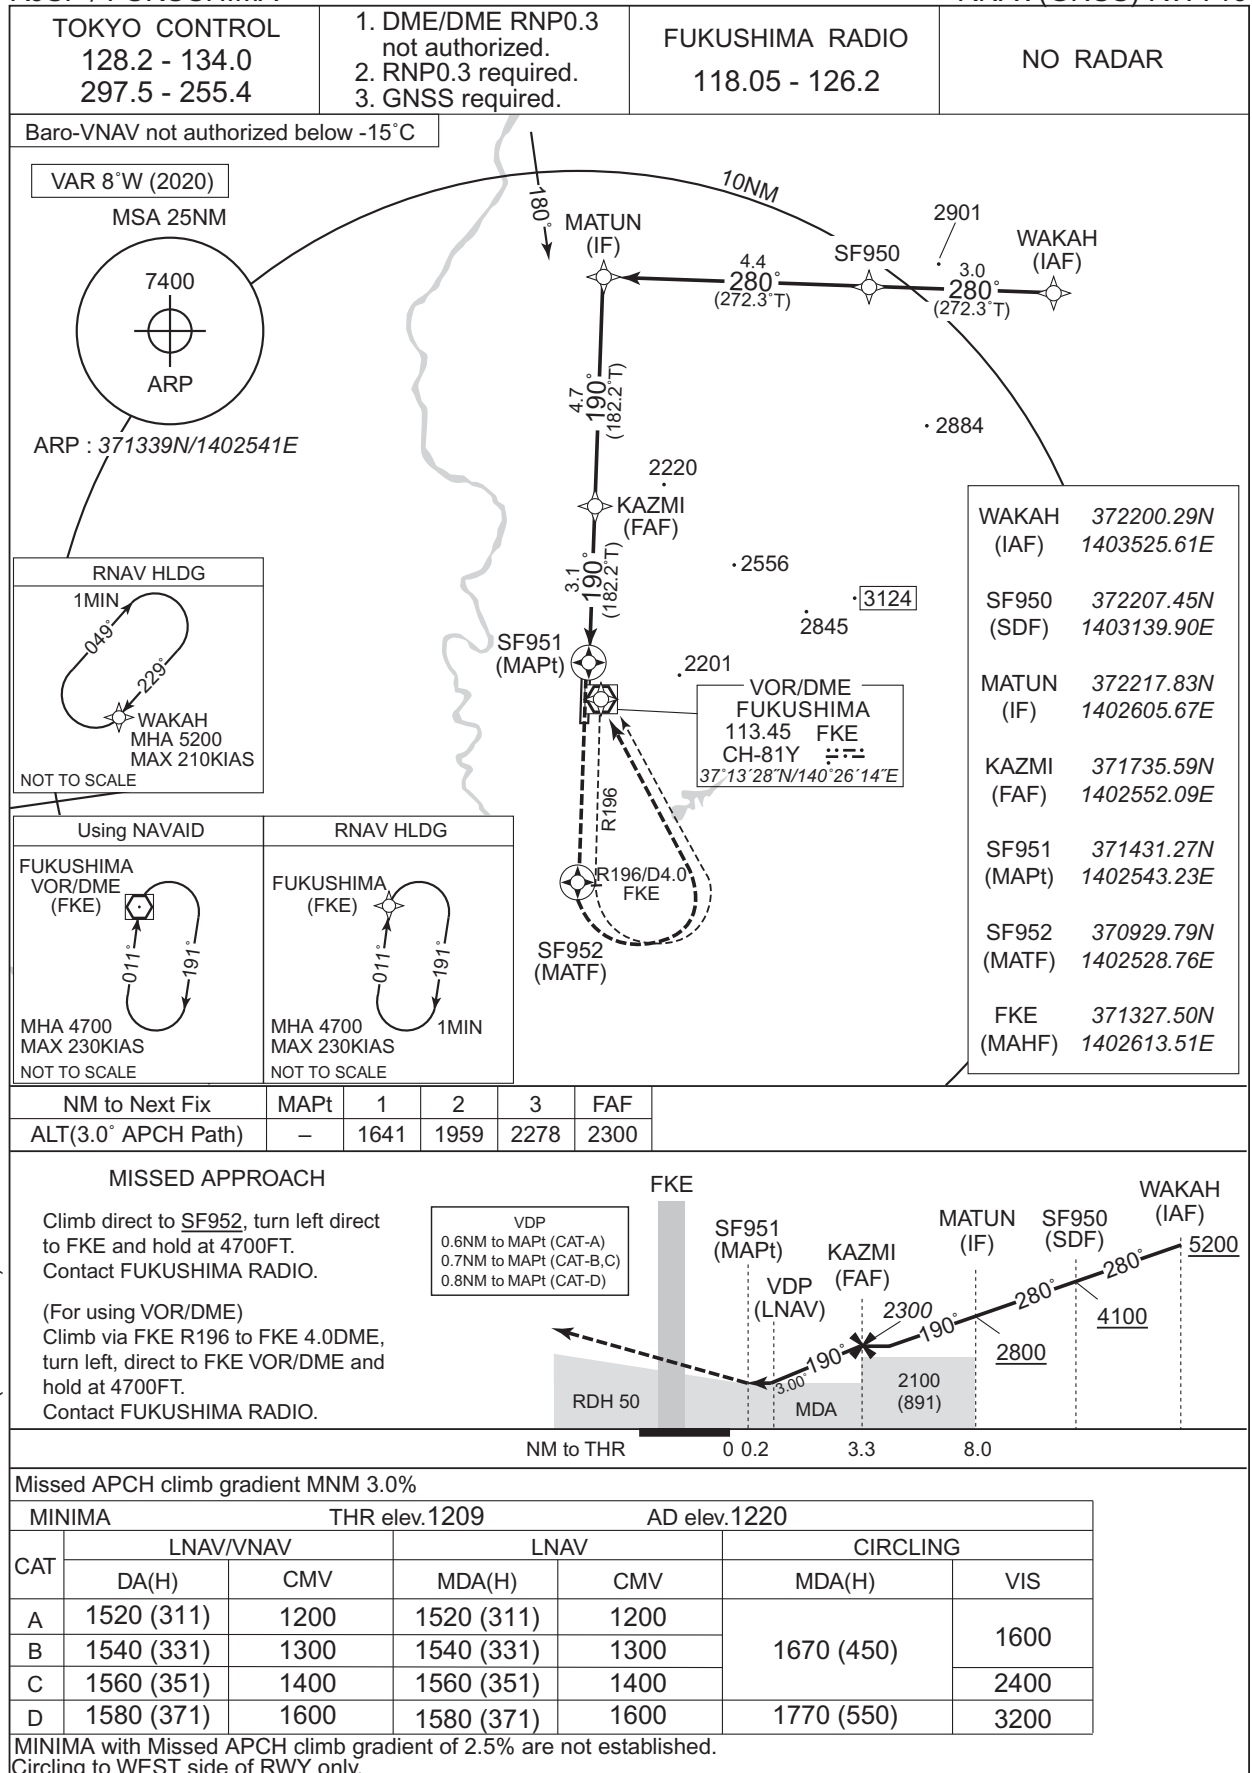 TOKYO CONTROL
128.2 - 134.0
297.5 - 255.4
1. DME/DME RNP0.3
not authorized.
2. RNP0.3 required.
3. GNSS required.
FUKUSHIMA RADIO
118.05 - 126.2
NO RADAR
Baro-VNAV not authorized below -15˚C
VAR 8˚W (2020)
MSA 25NM
7400
ARP
ARP : 371339N/1402541E
180˚
10NM
MATUN
(IF)
4.4
280˚
(272.3˚T)
SF950
2901
3.0
280˚
(272.3˚T)
WAKAH
(IAF)
4.7
190˚
(182.2˚T)
2884
2220
KAZMI
(FAF)
3.1
190˚
(182.2˚T)
2556
3124
2845
SF951
(MAPt)
2201
VOR/DME
FUKUSHIMA
113.45 FKE
CH-81Y
37˚13´28˝N/140˚26´14˝E
R196
R196/D4.0
FKE
SF952
(MATF)
WAKAH 372200.29N
(IAF) 1403525.61E
SF950 372207.45N
(SDF) 1403139.90E
MATUN 372217.83N
(IF) 1402605.67E
KAZMI 371735.59N
(FAF) 1402552.09E
SF951 371431.27N
(MAPt) 1402543.23E
SF952 370929.79N
(MATF) 1402528.76E
FKE 371327.50N
(MAHF) 1402613.51E
RNAV HLDG
1MIN
049˚
229˚
WAKAH
MHA 5200
MAX 210KIAS
NOT TO SCALE
Using NAVAID
FUKUSHIMA
VOR/DME
(FKE)
011˚
191˚
MHA 4700
MAX 230KIAS
NOT TO SCALE
RNAV HLDG
FUKUSHIMA
(FKE)
011˚
191˚
MHA 4700 1MIN
MAX 230KIAS
NOT TO SCALE
NM to Next Fix MAPt 1 2 3 FAF
ALT(3.0˚ APCH Path) – 1641 1959 2278 2300
MISSED APPROACH
Climb direct to SF952, turn left direct
to FKE and hold at 4700FT.
Contact FUKUSHIMA RADIO.
(For using VOR/DME)
Climb via FKE R196 to FKE 4.0DME,
turn left, direct to FKE VOR/DME and
hold at 4700FT.
Contact FUKUSHIMA RADIO.
VDP
0.6NM to MAPt (CAT-A)
0.7NM to MAPt (CAT-B,C)
0.8NM to MAPt (CAT-D)
FKE
SF951
(MAPt)
VDP
(LNAV)
KAZMI
(FAF)
MATUN
(IF)
SF950
(SDF)
WAKAH
(IAF)
5200
280˚
4100
280˚
2800
190˚
2300
190˚
3.00˚
2100
(891)
MDA
RDH 50
NM to THR 0 0.2 3.3 8.0
Missed APCH climb gradient MNM 3.0%
MINIMA THR elev.1209 AD elev.1220
CAT LNAV/VNAV LNAV CIRCLING
DA(H) CMV MDA(H) CMV MDA(H) VIS
A 1520 (311) 1200 1520 (311) 1200 1670 (450) 1600
B 1540 (331) 1300 1540 (331) 1300
C 1560 (351) 1400 1560 (351) 1400 2400
D 1580 (371) 1600 1580 (371) 1600 1770 (550) 3200
MINIMA with Missed APCH climb gradient of 2.5% are not established.
Circling to WEST side of RWY only.